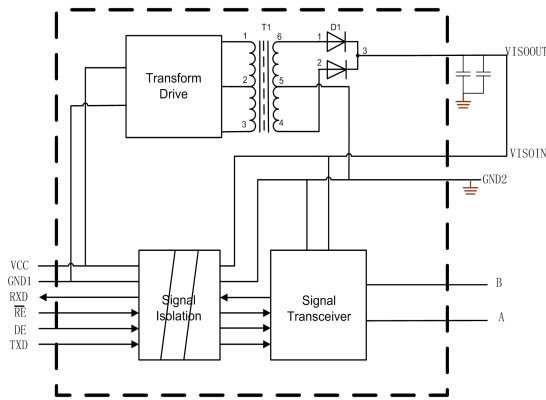 T1
D1
1
6
1
3
VISOOUT
Transform
Drive
2
5
2
3
4
VISOIN
GND2
VCC
GND1
RXD
RE
DE
TXD
Signal
Isolation
Signal
Transceiver
B
A